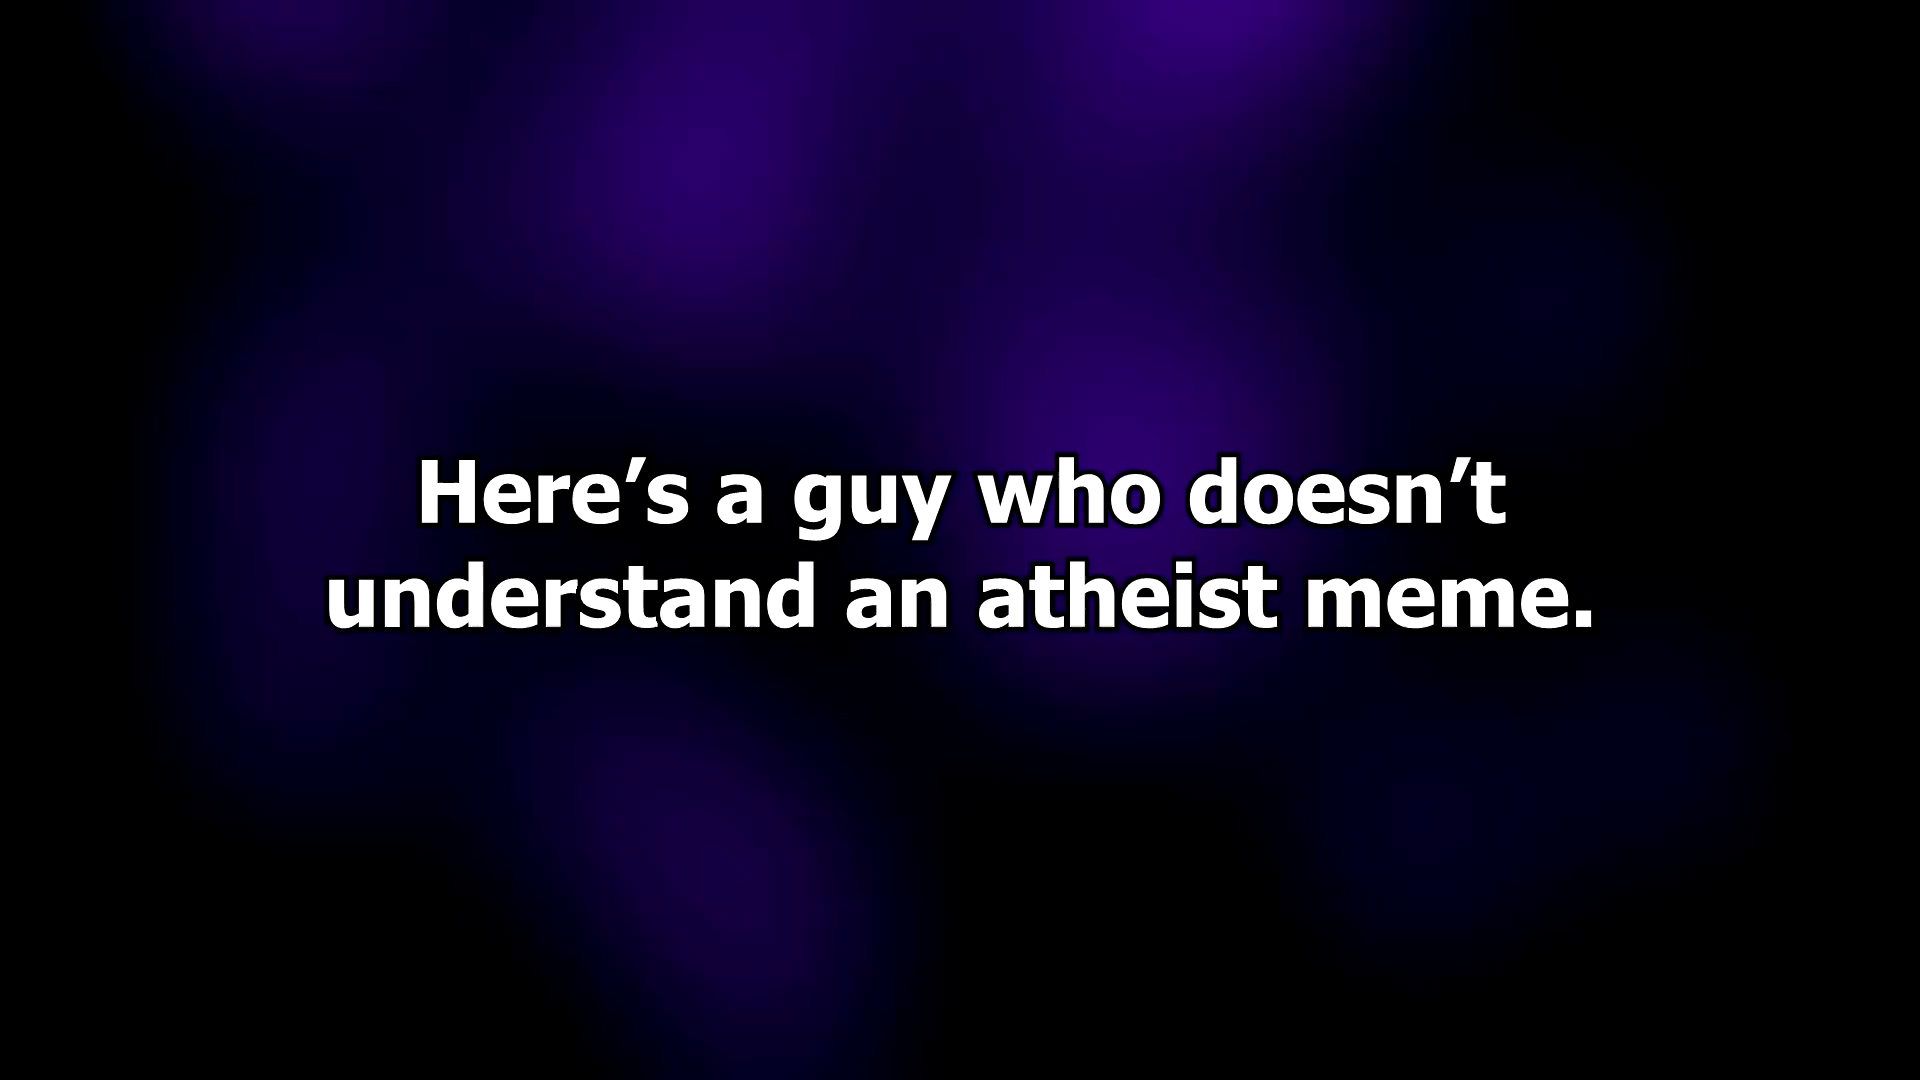 Here’s a guy who doesn’t
understand an atheist meme.